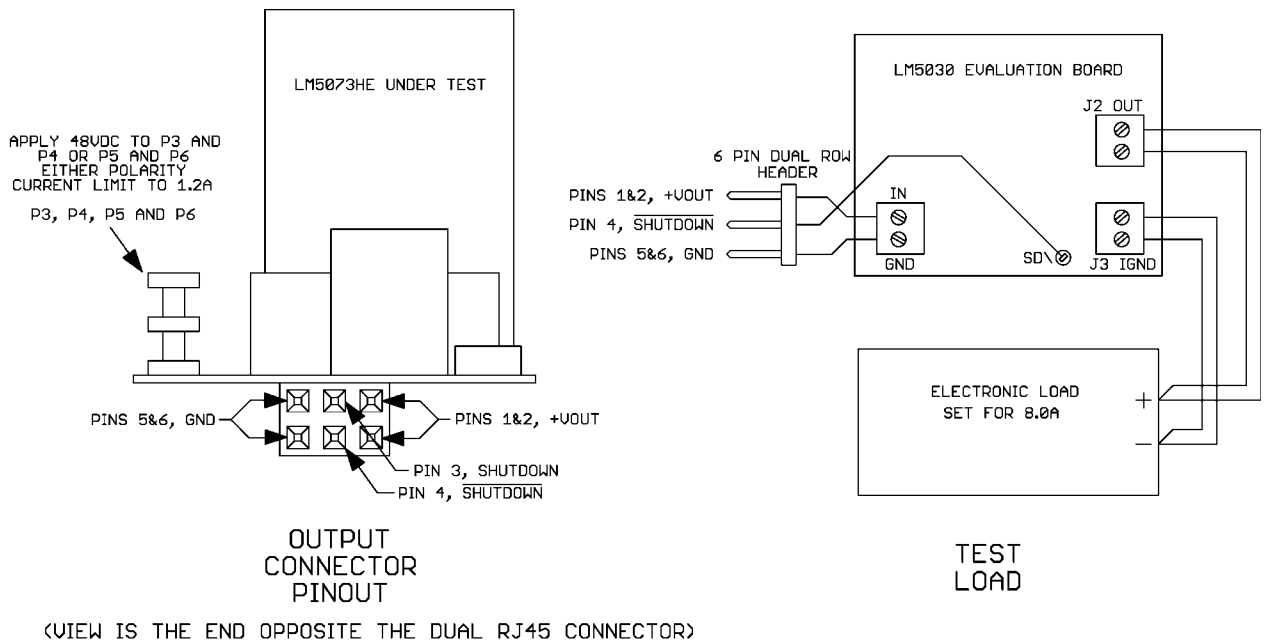 LM5073HE UNDER TEST
APPLY 48VDC TO P3 AND
P4 OR P5 AND P6
EITHER POLARITY
CURRENT LIMIT TO 1.2A
P3, P4, P5 AND P6
PINS 5&6, GND
PINS 1&2, +VOUT
PIN 3, SHUTDOWN
PIN 4, SHUTDOWN
OUTPUT
CONNECTOR
PINOUT
(VIEW IS THE END OPPOSITE THE DUAL RJ45 CONNECTOR)
LM5030 EVALUATION BOARD
J2 OUT
6 PIN DUAL ROW
HEADER
PINS 1&2, +VOUT
PIN 4, SHUTDOWN
PINS 5&6, GND
IN
GND
SD\
J3 IGND
ELECTRONIC LOAD
SET FOR 8.0A
+
−
TEST
LOAD